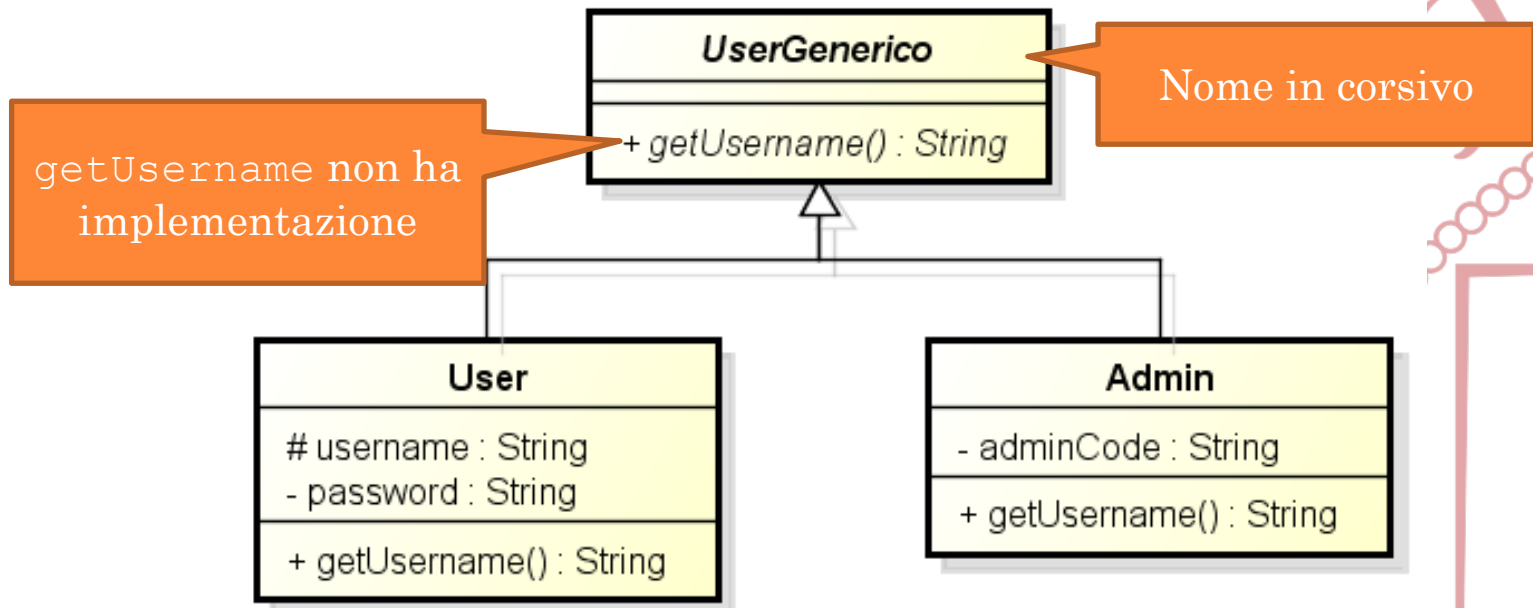 UserGenerico
+ getUsername() : String
Nome in corsivo
getUsername non ha
implementazione
User
# username : String
- password : String
+ getUsername() : String
Admin
- adminCode : String
+ getUsername() : String